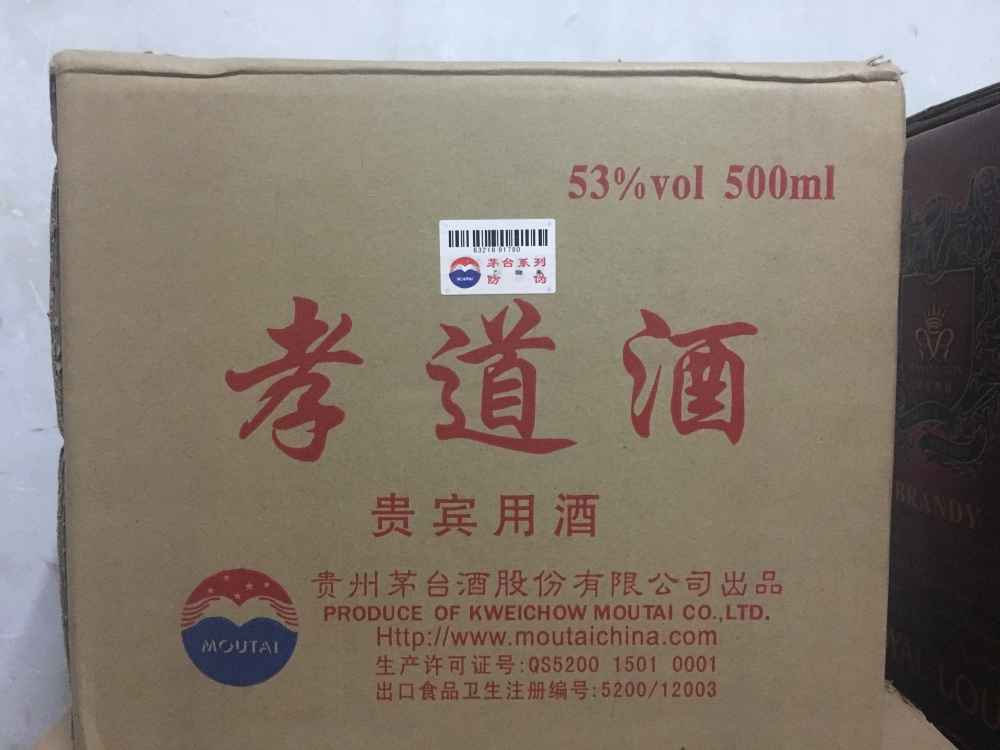 53%vol 500ml
茅台系列
防 伪
孝道酒
贵宾用酒
贵州茅台酒股份有限公司出品
PRODUCE OF KWEICHOW MOUTAI CO.,LTD.
Http://www.moutaichina.com
生产许可证号:QS5200 1501 0001
出口食品卫生注册编号:5200/12003
MOUTAI
BRANDY